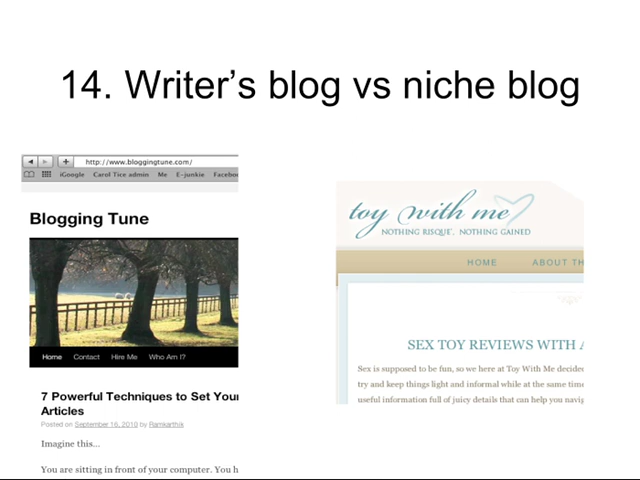 14. Writer’s blog vs niche blog
http://www.bloggingtune.com/
iGoogle Carol Tice admin Me E-junkie Faceboo
Blogging Tune
Home Contact Hire Me Who Am I?
7 Powerful Techniques to Set Your
Articles
Posted on September 16, 2010 by Ramkarthik
Imagine this...
You are sitting in front of your computer. You h
toy with me
NOTHING RISQUE', NOTHING GAINED
HOME ABOUT TH
SEX TOY REVIEWS WITH A
Sex is supposed to be fun, so we here at Toy With Me decided
try and keep things light and informal while at the same time
useful information full of juicy details that can help you navig